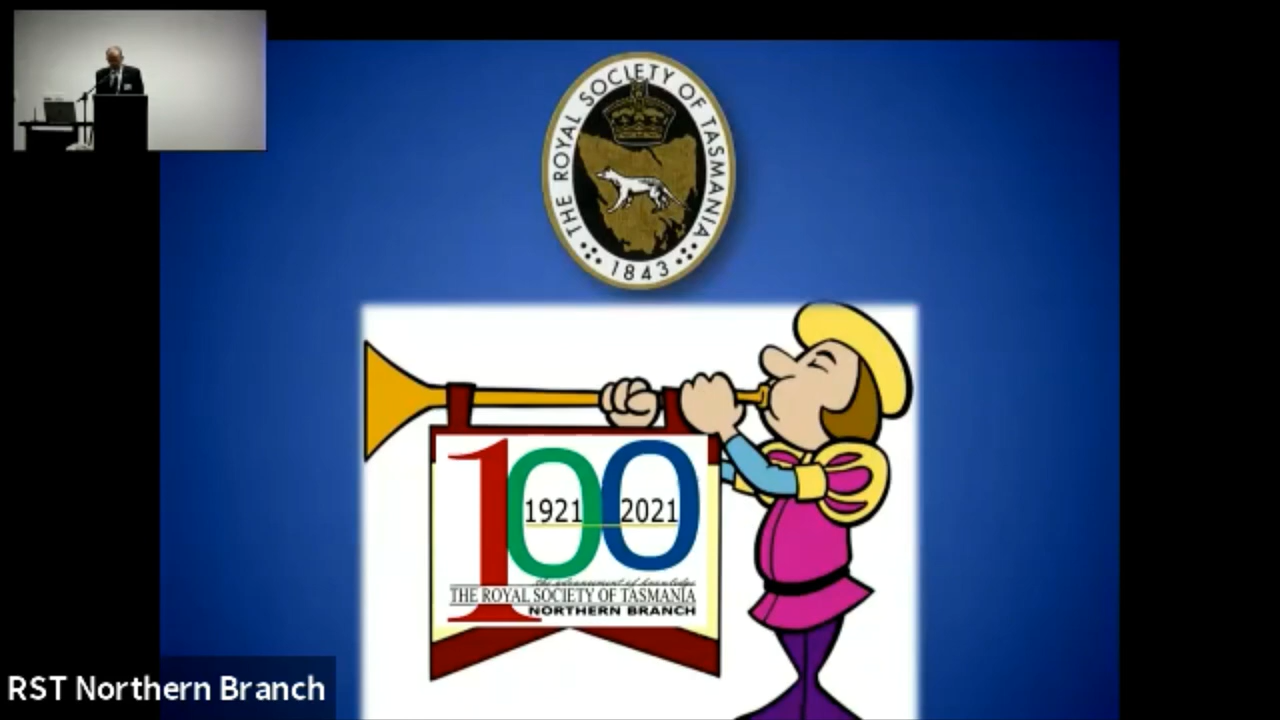 THE ROYAL SOCIETY OF TASMANIA
1843
100
1921 2021
the advancement of knowledge
THE ROYAL SOCIETY OF TASMANIA
NORTHERN BRANCH
RST Northern Branch